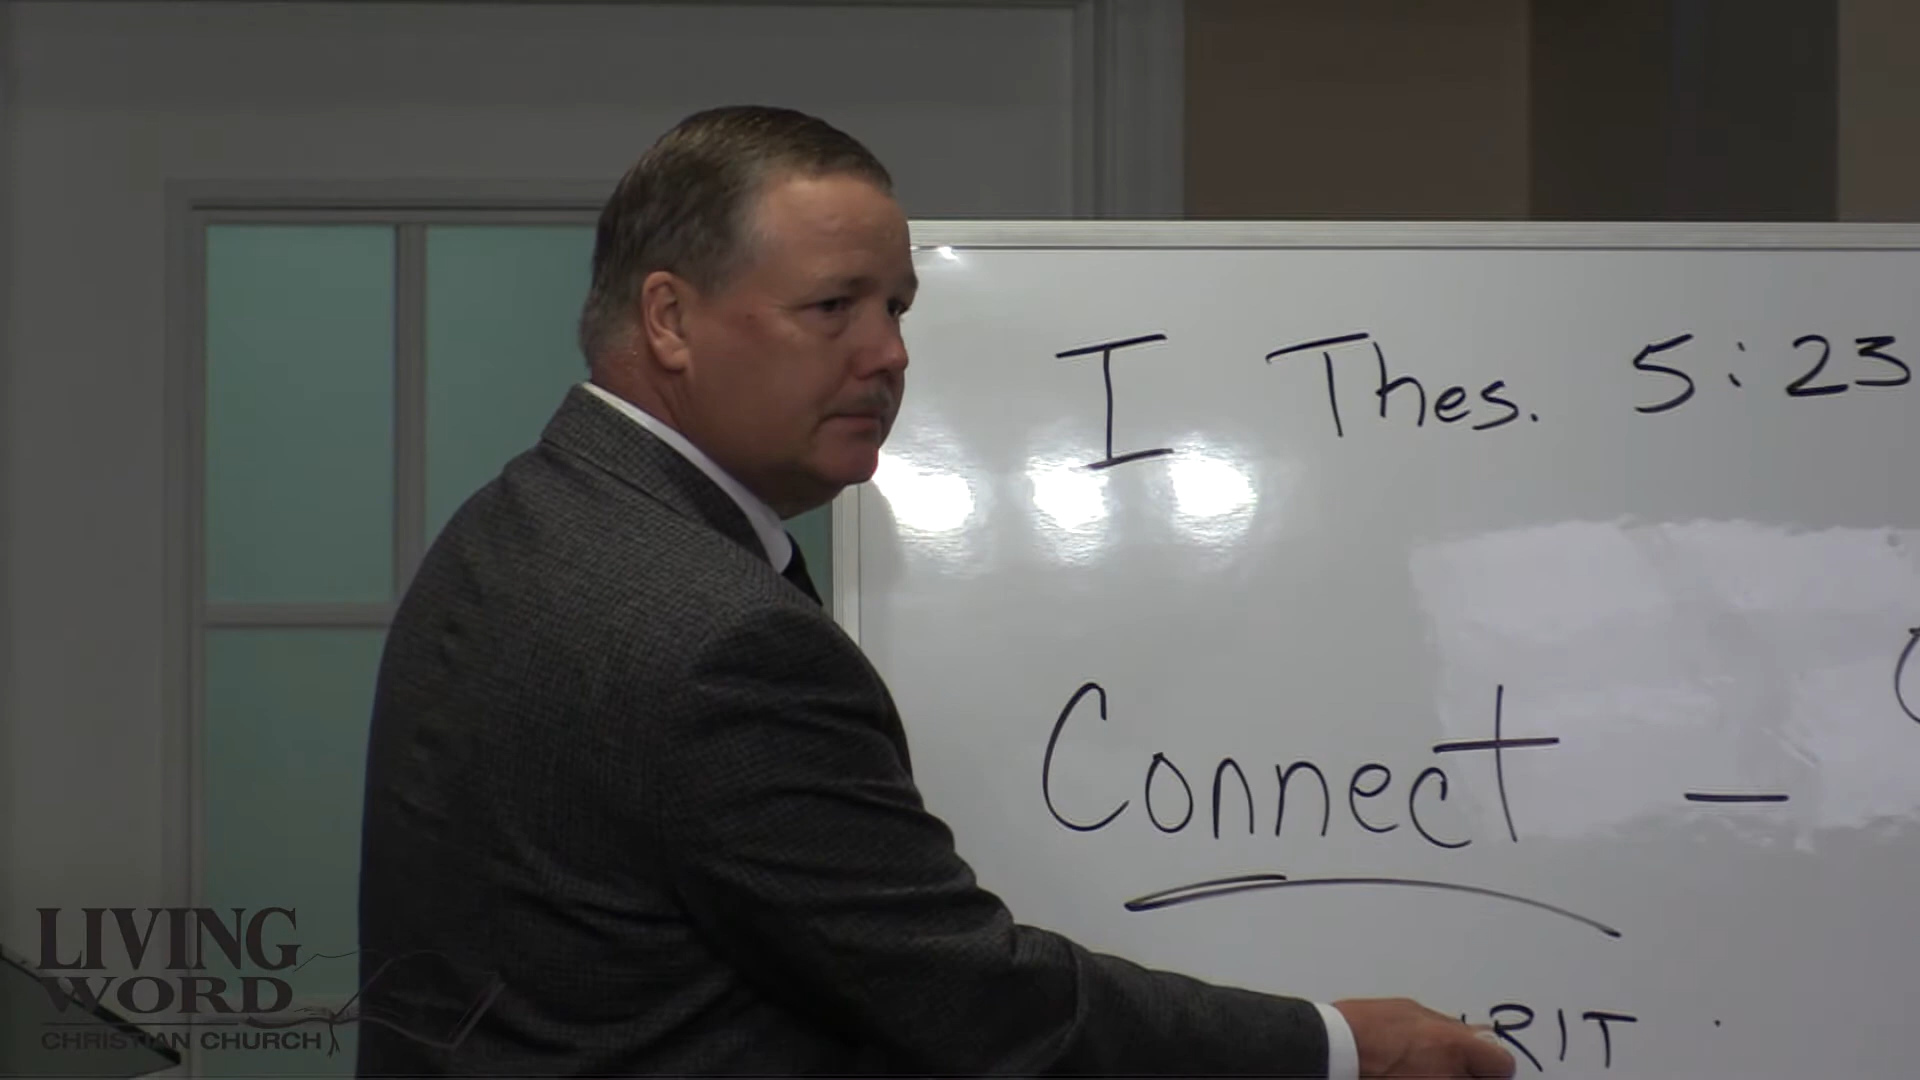 I Thes. 5:23
Connect –
LIVING
WORD
CHRISTIAN CHURCH